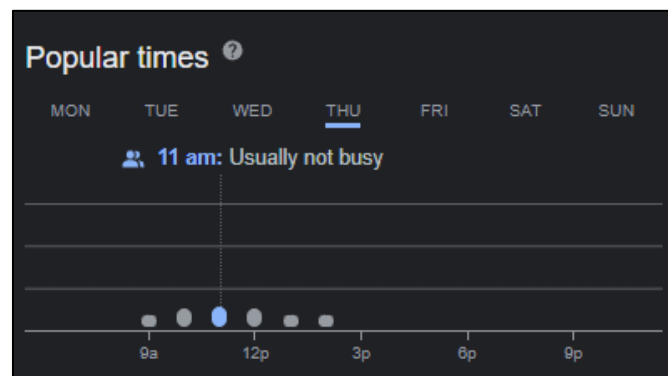 Popular times ?
MON TUE WED THU FRI SAT SUN
11 am: Usually not busy
9a 12p 3p 6p 9p